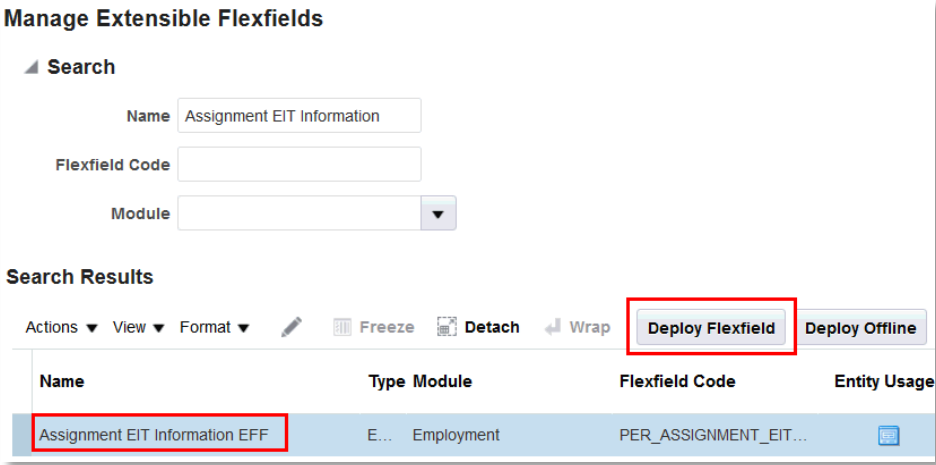 Manage Extensible Flexfields
Search
Name Assignment EIT Information
Flexfield Code
Module
Search Results
Actions View Format Freeze Detach Wrap Deploy Flexfield Deploy Offline
Name Type Module Flexfield Code Entity Usage
Assignment EIT Information EFF E... Employment PER_ASSIGNMENT_EIT...